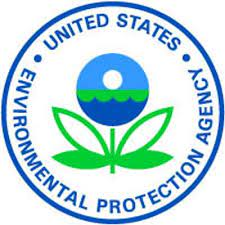 UNITED STATES
ENVIRONMENTAL PROTECTION AGENCY